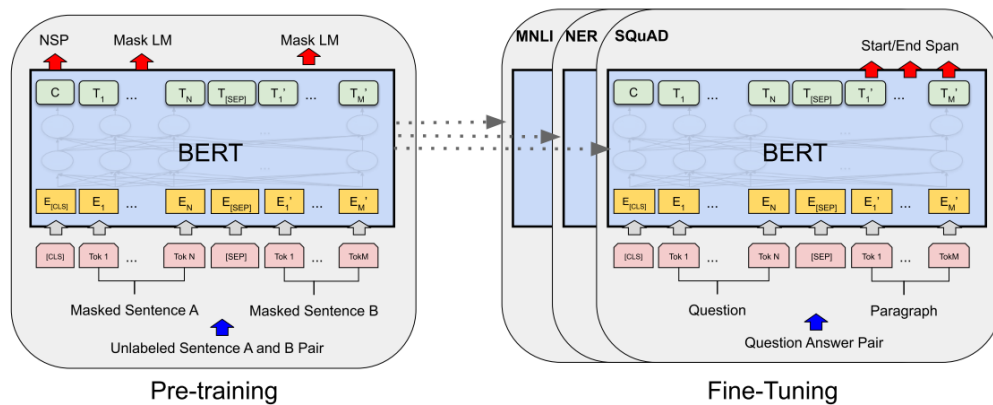 NSP Mask LM Mask LM
C T1 ... TN T[SEP] T1' ... TM'
...
...
BERT
E[CLS] E1 ... EN E[SEP] E1' ... EM'
[CLS] Tok 1 ... Tok N [SEP] Tok 1 ... TokM
Masked Sentence A Masked Sentence B
Unlabeled Sentence A and B Pair
Pre-training
MNLI NER SQuAD
Start/End Span
C T1 ... TN T[SEP] T1' ... TM'
...
...
BERT
E[CLS] E1 ... EN E[SEP] E1' ... EM'
[CLS] Tok 1 ... Tok N [SEP] Tok 1 ... TokM
Question Paragraph
Question Answer Pair
Fine-Tuning